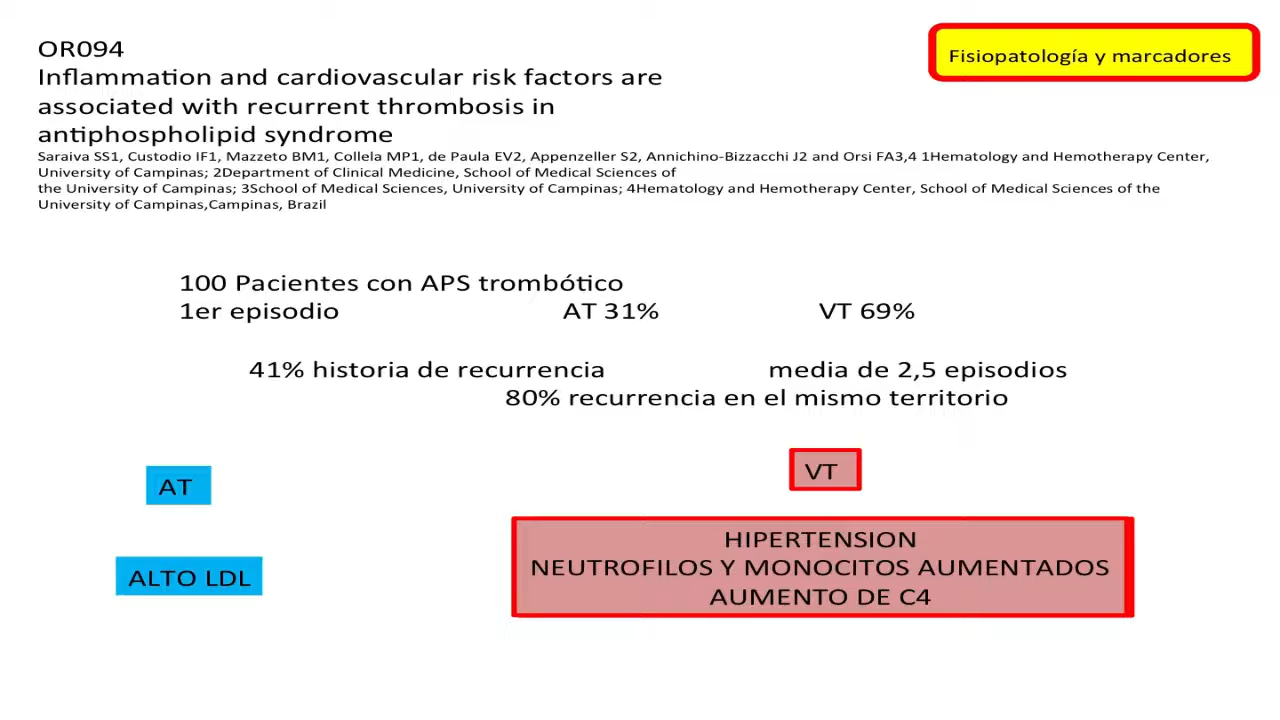 OR094
Inflammation and cardiovascular risk factors are
associated with recurrent thrombosis in
antiphospholipid syndrome
Fisiopatología y marcadores
Saraiva SS1, Custodio IF1, Mazzeto BM1, Collela MP1, de Paula EV2, Appenzeller S2, Annichino-Bizzacchi J2 and Orsi FA3,4 1Hematology and Hemotherapy Center,
University of Campinas; 2Department of Clinical Medicine, School of Medical Sciences of
the University of Campinas; 3School of Medical Sciences, University of Campinas; 4Hematology and Hemotherapy Center, School of Medical Sciences of the
University of Campinas,Campinas, Brazil
100 Pacientes con APS trombótico
1er episodio AT 31% VT 69%
41% historia de recurrencia media de 2,5 episodios
80% recurrencia en el mismo territorio
AT
ALTO LDL
VT
HIPERTENSION
NEUTROFILOS Y MONOCITOS AUMENTADOS
AUMENTO DE C4